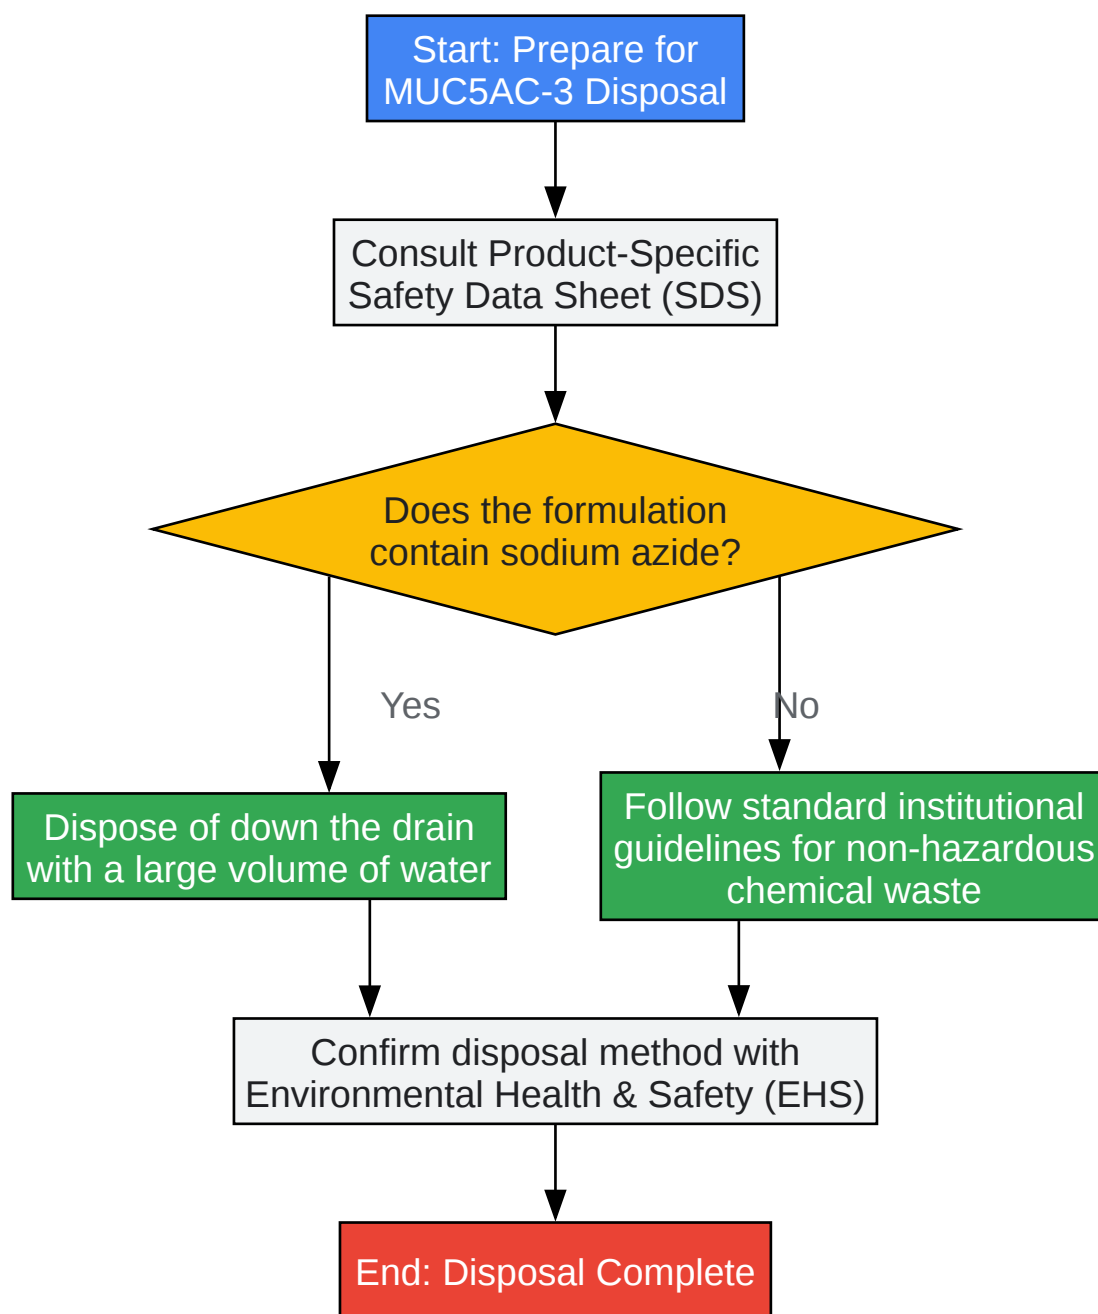 Start: Prepare for
MUC5AC-3 Disposal
Consult Product-Specific
Safety Data Sheet (SDS)
Does the formulation
contain sodium azide?
Yes
No
Dispose of down the drain
with a large volume of water
Follow standard institutional
guidelines for non-hazardous
chemical waste
Confirm disposal method with
Environmental Health & Safety (EHS)
End: Disposal Complete